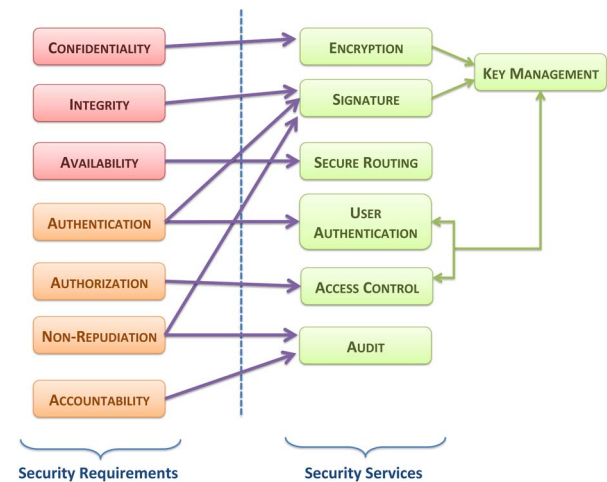 CONFIDENTIALITY
ENCRYPTION
KEY MANAGEMENT
INTEGRITY
SIGNATURE
AVAILABILITY
SECURE ROUTING
AUTHENTICATION
USER
AUTHENTICATION
AUTHORIZATION
ACCESS CONTROL
NON-REPUDIATION
AUDIT
ACCOUNTABILITY
Security Requirements
Security Services